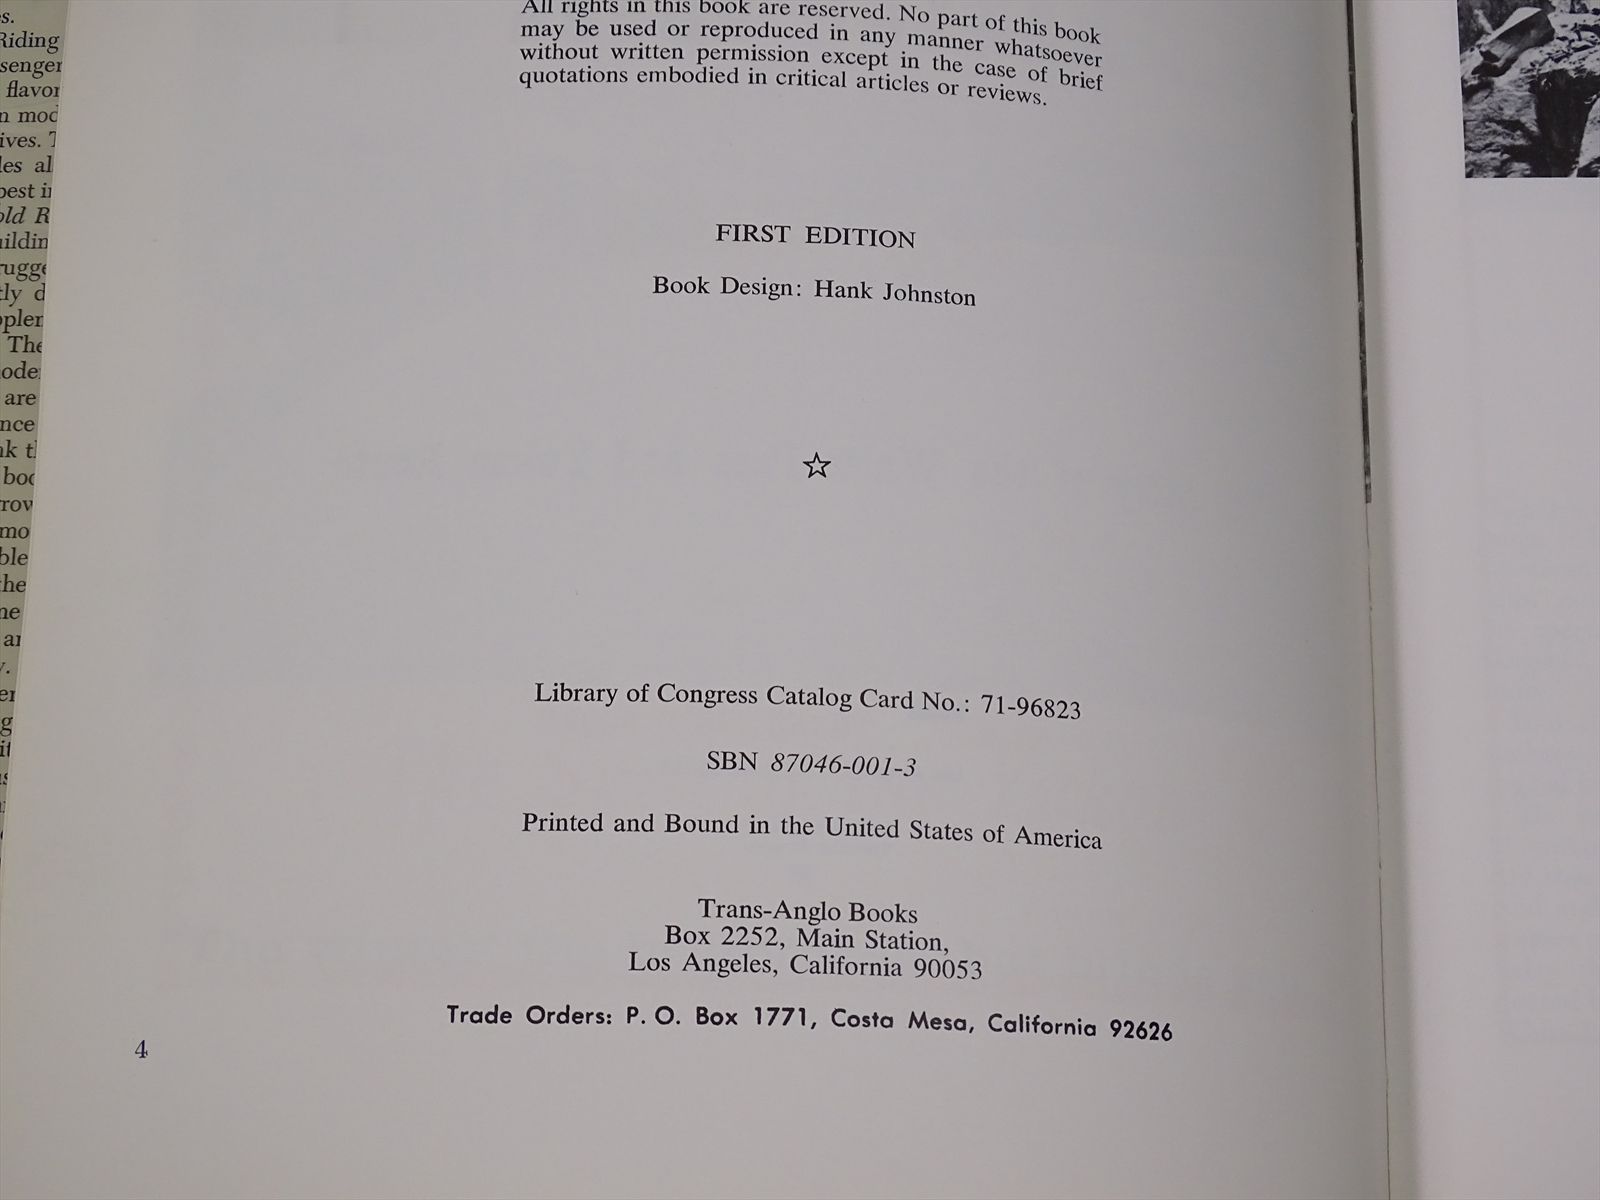 All rights in this book are reserved. No part of this book
may be used or reproduced in any manner whatsoever
without written permission except in the case of brief
quotations embodied in critical articles or reviews.
FIRST EDITION
Book Design: Hank Johnston
☆
Library of Congress Catalog Card No.: 71-96823
SBN 87046-001-3
Printed and Bound in the United States of America
Trans-Anglo Books
Box 2252, Main Station,
Los Angeles, California 90053
Trade Orders: P. O. Box 1771, Costa Mesa, California 92626
4
Riding
flavor
The
are